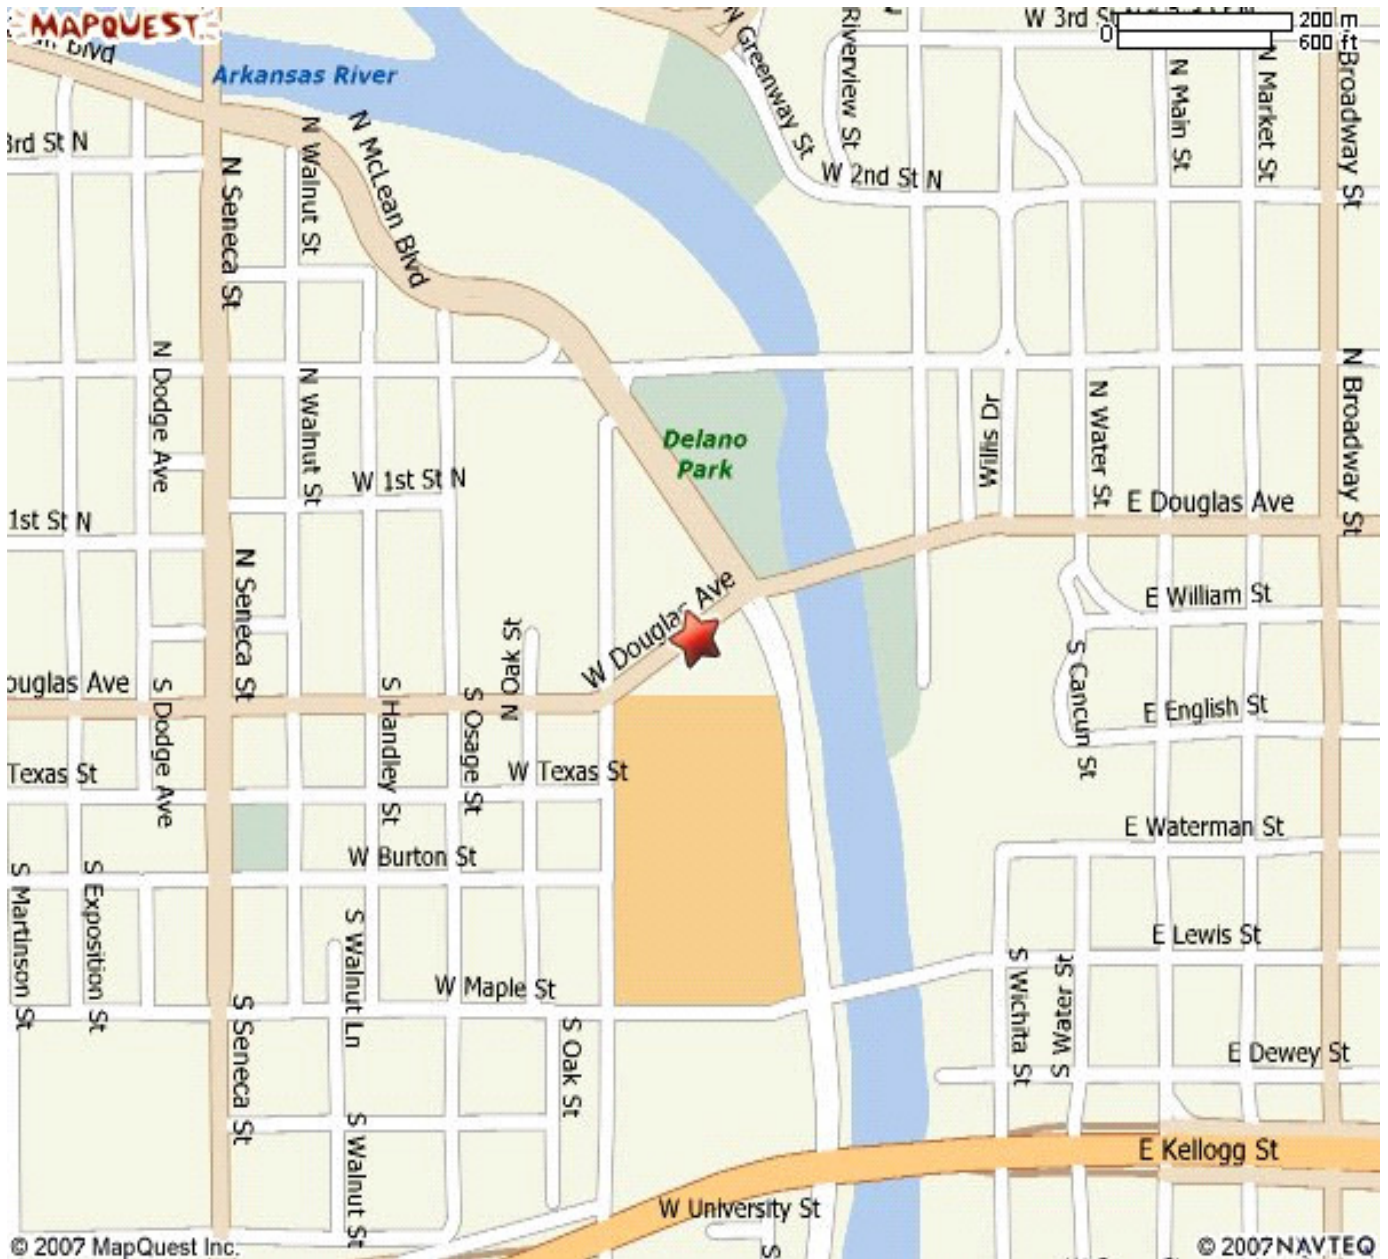 MAPQUEST
Blvd
Arkansas River
W 3rd St N
200 m
0
600 ft
N Greenway St
Riverview St
N Main St
N Market St
Broadway St
3rd St N
N Walnut St
N McLean Blvd
W 2nd St N
N Seneca St
N Dodge Ave
N Walnut St
Delano
Park
Willis Dr
N Water St
N Broadway St
W 1st St N
1st St N
E Douglas Ave
N Seneca St
W Douglas Ave
E William St
N Oak St
S Cancun St
ouglas Ave
S Dodge Ave
S Handley St
S Osage St
E English St
Texas St
W Texas St
E Waterman St
W Burton St
S Martinson St
S Exposition St
S Walnut Ln
E Lewis St
W Maple St
S Wichita St
S Water St
S Seneca St
S Oak St
E Dewey St
S Walnut St
E Kellogg St
W University St
S
© 2007 MapQuest Inc.
© 2007 NAVTEQ